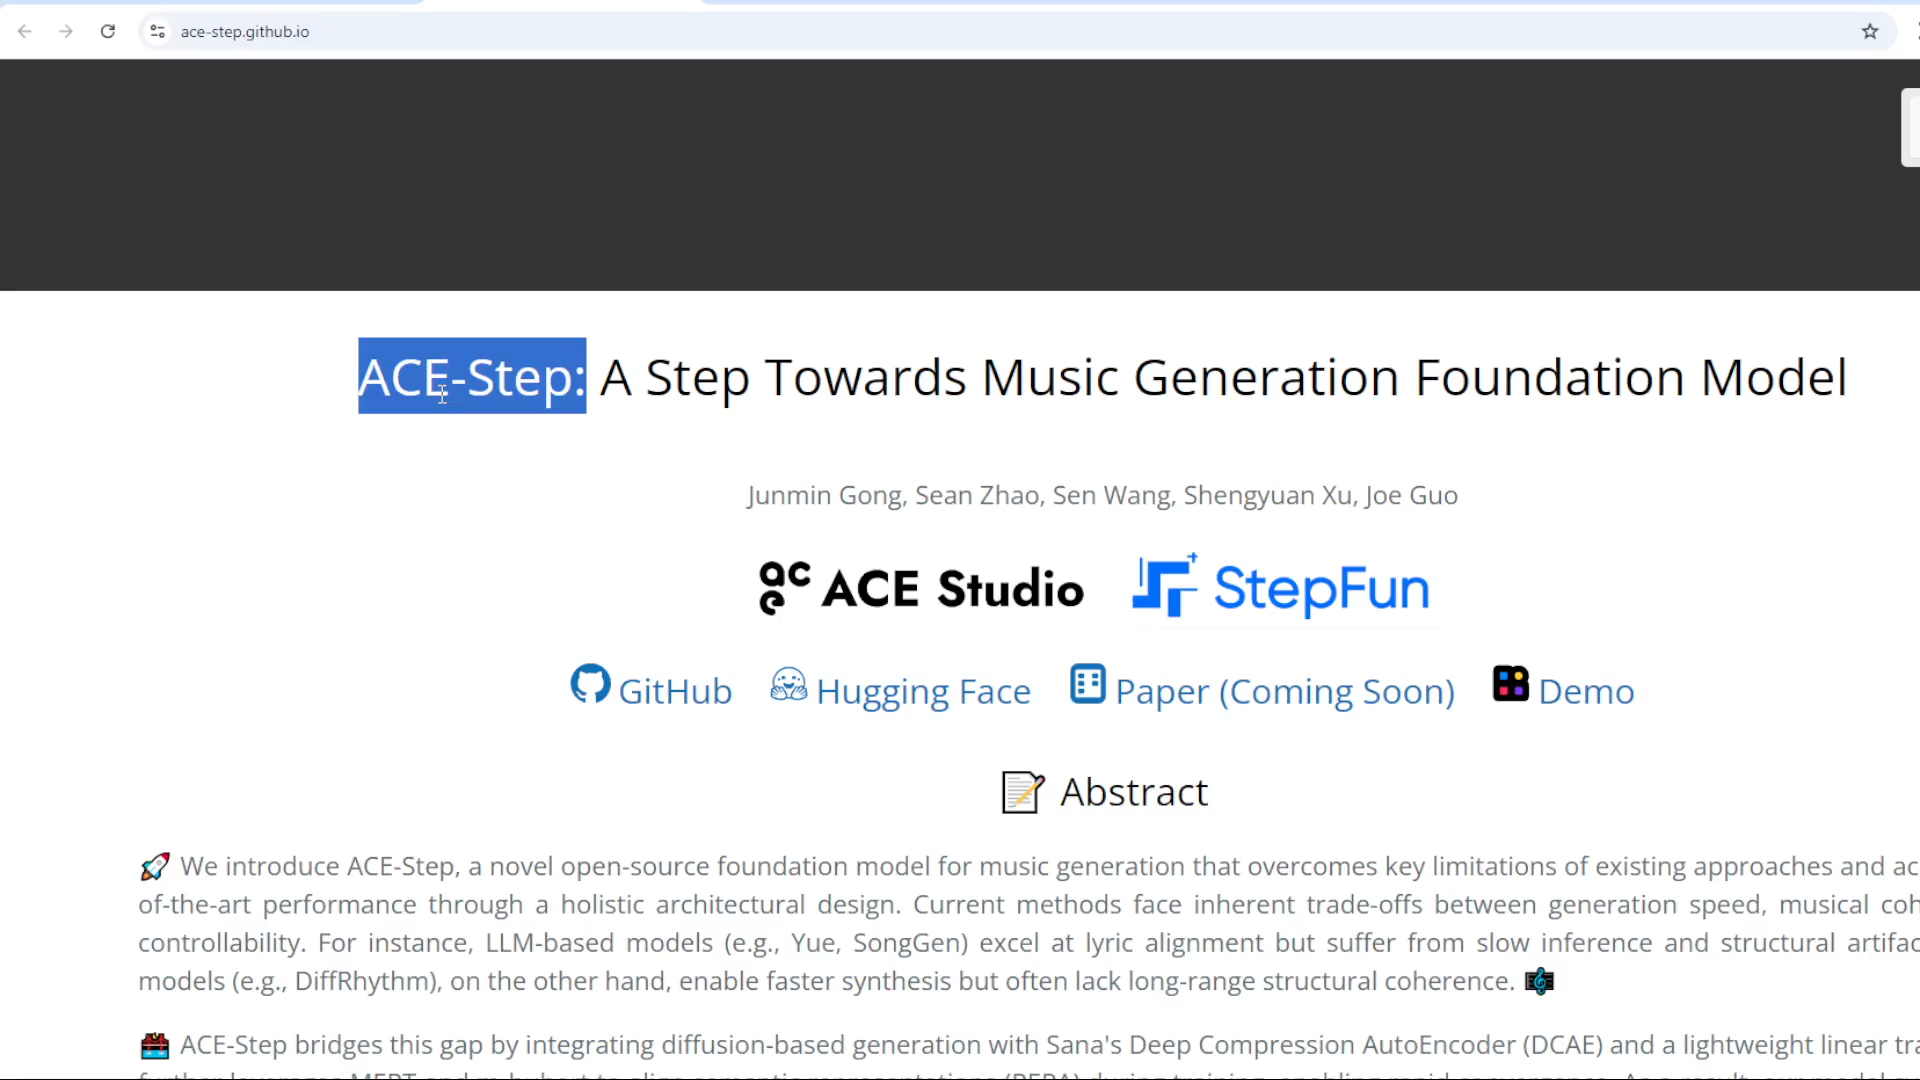 ace-step.github.io
ACE-Step: A Step Towards Music Generation Foundation Model
Junmin Gong, Sean Zhao, Sen Wang, Shengyuan Xu, Joe Guo
ace ACE Studio StepFun
GitHub Hugging Face Paper (Coming Soon) Demo
Abstract
We introduce ACE-Step, a novel open-source foundation model for music generation that overcomes key limitations of existing approaches and
of-the-art performance through a holistic architectural design. Current methods face inherent trade-offs between generation speed, musical
controllability. For instance, LLM-based models (e.g., Yue, SongGen) excel at lyric alignment but suffer from slow inference and structural
models (e.g., DiffRhythm), on the other hand, enable faster synthesis but often lack long-range structural coherence.
ACE-Step bridges this gap by integrating diffusion-based generation with Sana's Deep Compression AutoEncoder (DCAE) and a lightweight linear